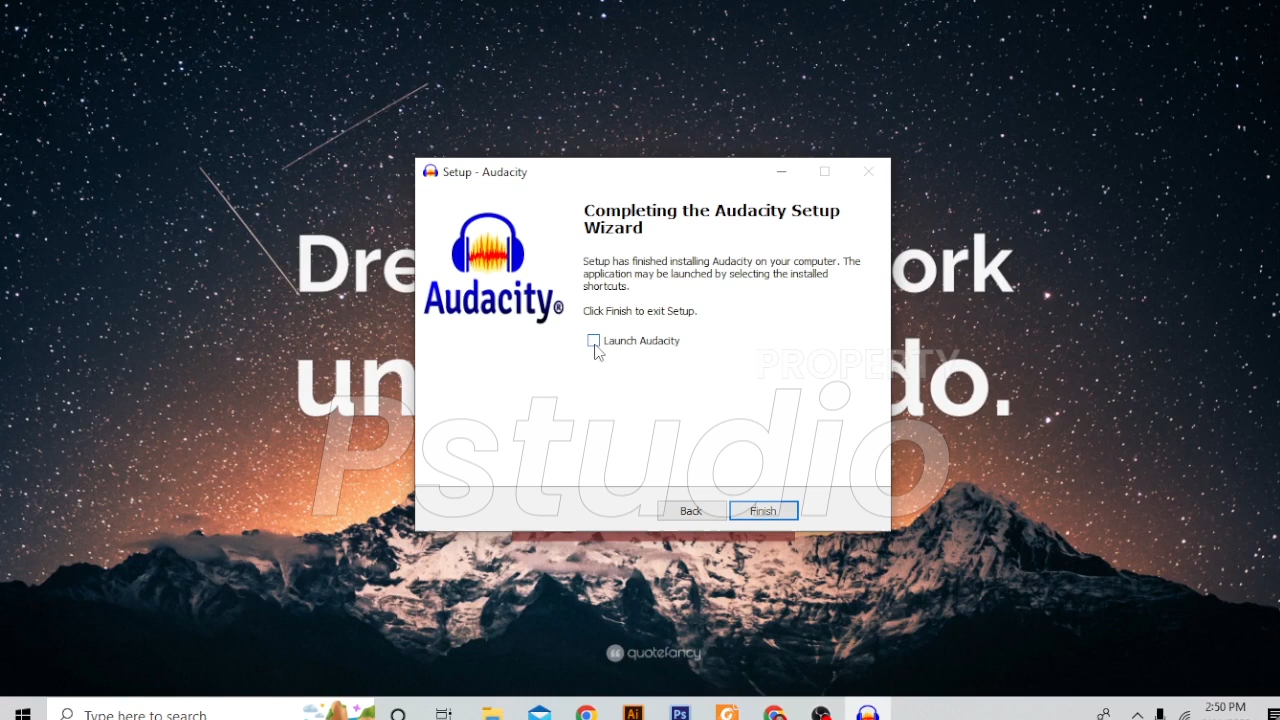 Setup - Audacity
Completing the Audacity Setup
Wizard
Audacity®
Setup has finished installing Audacity on your computer. The
application may be launched by selecting the installed
shortcuts.
Click Finish to exit Setup.
Launch Audacity
Dre
ork
un
do.
PROPERTY
Pstudio
Back
Finish
quotefancy
Type here to search
Ai
Ps
2:50 PM